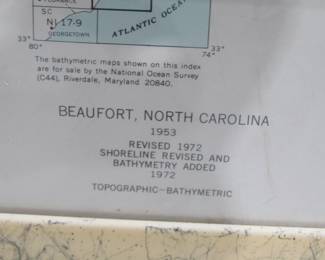 FLORENCE
SC
NI 17-9
GEORGETOWN
ATLANTIC OCEAN
33°
80°
33°
74°
The bathymetric maps shown on this index
are for sale by the National Ocean Survey
(C44), Riverdale, Maryland 20840.
BEAUFORT, NORTH CAROLINA
1953
REVISED 1972
SHORELINE REVISED AND
BATHYMETRY ADDED
1972
TOPOGRAPHIC–BATHYMETRIC